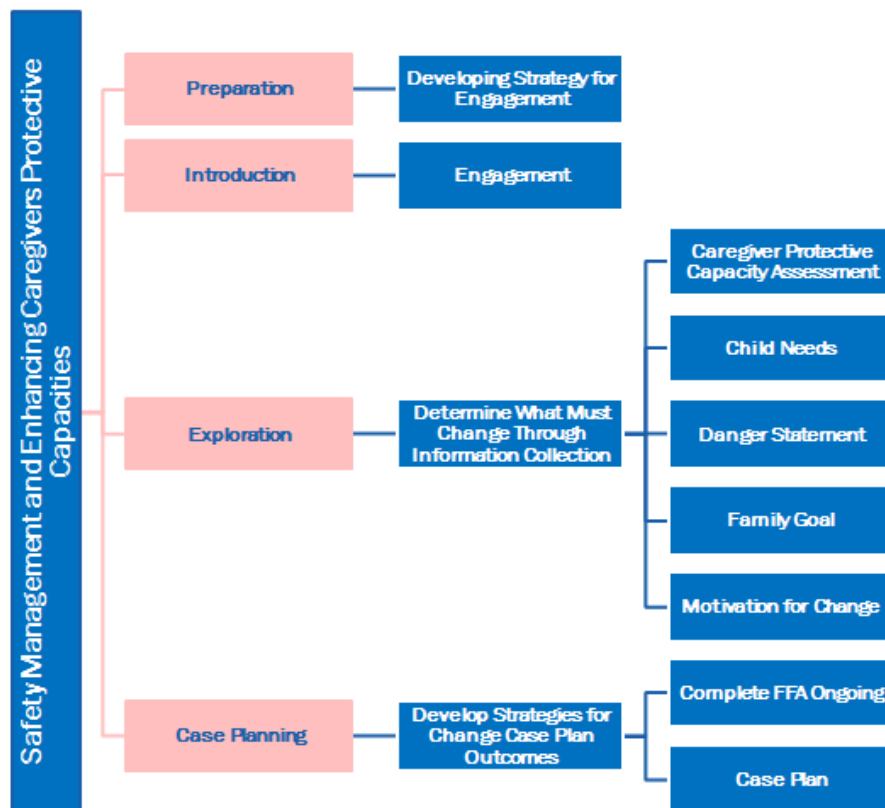 Safety Management and Enhancing Caregivers Protective
Capacities
Preparation
Developing Strategy for
Engagement
Introduction
Engagement
Exploration
Determine What Must
Change Through
Information Collection
Caregiver Protective
Capacity Assessment
Child Needs
Danger Statement
Family Goal
Motivation for Change
Case Planning
Develop Strategies for
Change Case Plan
Outcomes
Complete FFA Ongoing
Case Plan